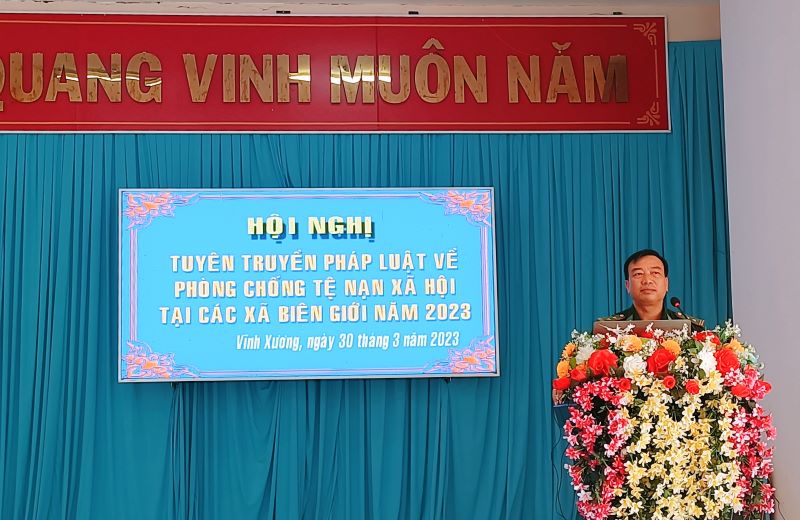 QUANG VINH MUÔN NĂM
HỘI NGHỊ
TUYÊN TRUYỀN PHÁP LUẬT VỀ
PHÒNG CHỐNG TỆ NẠN XÃ HỘI
TẠI CÁC XÃ BIÊN GIỚI NĂM 2023
Vĩnh Xương, ngày 30 tháng 3 năm 2023